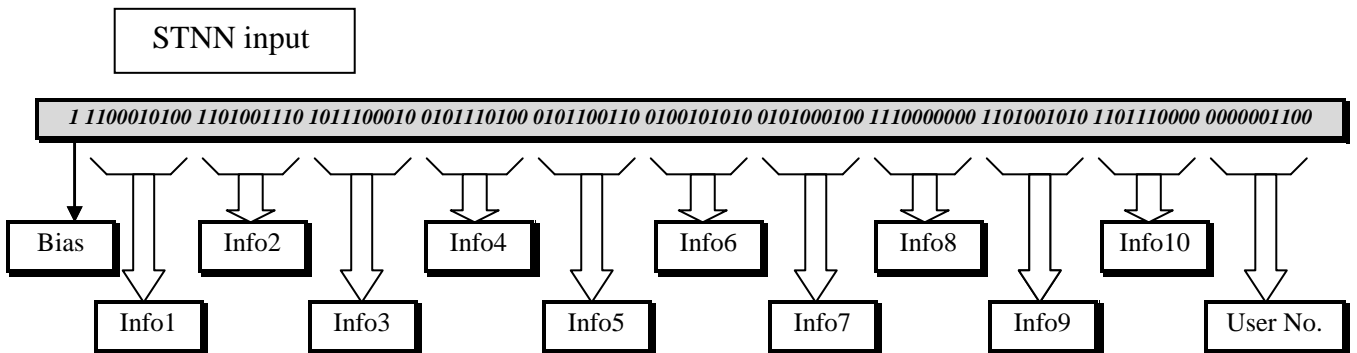 STNN input
1 1100010100 1101001110 1011100010 0101110100 0101100110 0100101010 0101000100 1110000000 1101001010 1101110000 0000001100
Bias Info2 Info4 Info6 Info8 Info10
Info1 Info3 Info5 Info7 Info9 User No.